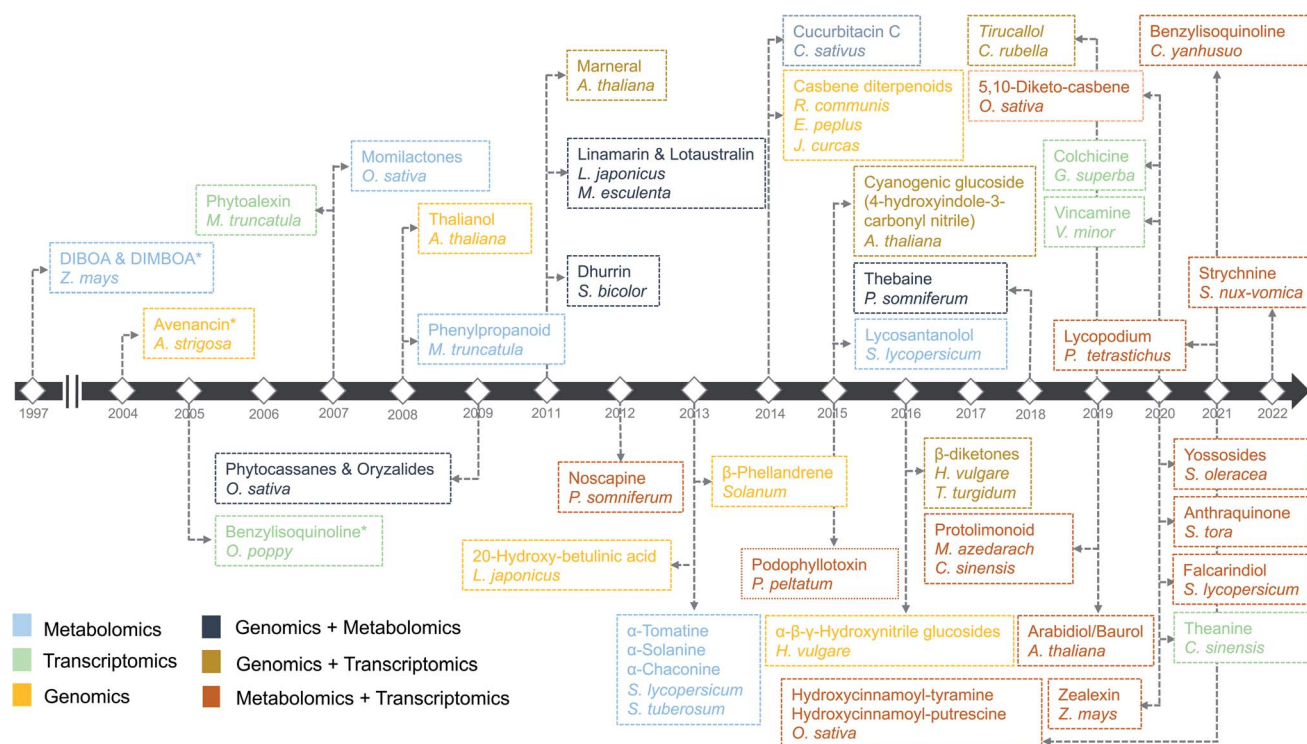 Cucurbitacin C
C. sativus
Tirucallol
C. rubella
Benzylisoquinoline
C. yanhusuo
Marneral
A. thaliana
Casbene diterpenoids
R. communis
E. peplus
J. curcas
5,10-Diketo-casbene
O. sativa
Momilactones
O. sativa
Linamarin & Lotaustralin
L. japonicus
M. esculenta
Colchicine
G. superba
Phytoalexin
M. truncatula
Thalianol
A. thaliana
Cyanogenic glucoside
(4-hydroxyindole-3-
carbonyl nitrile)
A. thaliana
Vincamine
V. minor
DIBOA & DIMBOA*
Z. mays
Dhurrin
S. bicolor
Thebaine
P. somniferum
Strychnine
S. nux-vomica
Avenancin*
A. strigosa
Phenylpropanoid
M. truncatula
Lycosantanolol
S. lycopersicum
Lycopodium
P. tetrastichus
1997
2004
2005
2006
2007
2008
2009
2011
2012
2013
2014
2015
2016
2017
2018
2019
2020
2021
2022
Phytocassanes & Oryzalides
O. sativa
Noscapine
P. somniferum
β-Phellandrene
Solanum
β-diketones
H. vulgare
T. turgidum
Yossosides
S. oleracea
Benzylisoquinoline*
O. poppy
Anthraquinone
S. tora
20-Hydroxy-betulinic acid
L. japonicus
Podophyllotoxin
P. peltatum
Protolimonoid
M. azedarach
C. sinensis
Falcarindiol
S. lycopersicum
α-Tomatine
α-Solanine
α-Chaconine
S. lycopersicum
S. tuberosum
α-β-γ-Hydroxynitrile glucosides
H. vulgare
Arabidiol/Baurol
A. thaliana
Theanine
C. sinensis
Hydroxycinnamoyl-tyramine
Hydroxycinnamoyl-putrescine
O. sativa
Zealexin
Z. mays
Metabolomics
Transcriptomics
Genomics
Genomics + Metabolomics
Genomics + Transcriptomics
Metabolomics + Transcriptomics